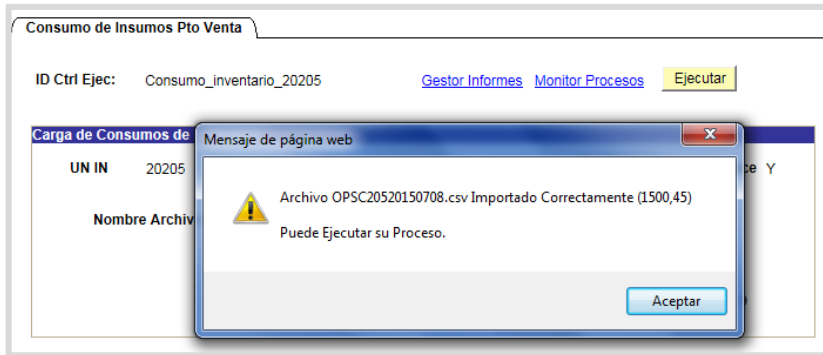 Consumo de Insumos Pto Venta
ID Ctrl Ejec: Consumo_inventario_20205 Gestor Informes Monitor Procesos Ejecutar
Carga de Consumos de
Mensaje de página web
UN IN 20205
Y
Archivo OPSC20520150708.csv Importado Correctamente (1500,45)
Nombre Archiv
Puede Ejecutar su Proceso.
Aceptar